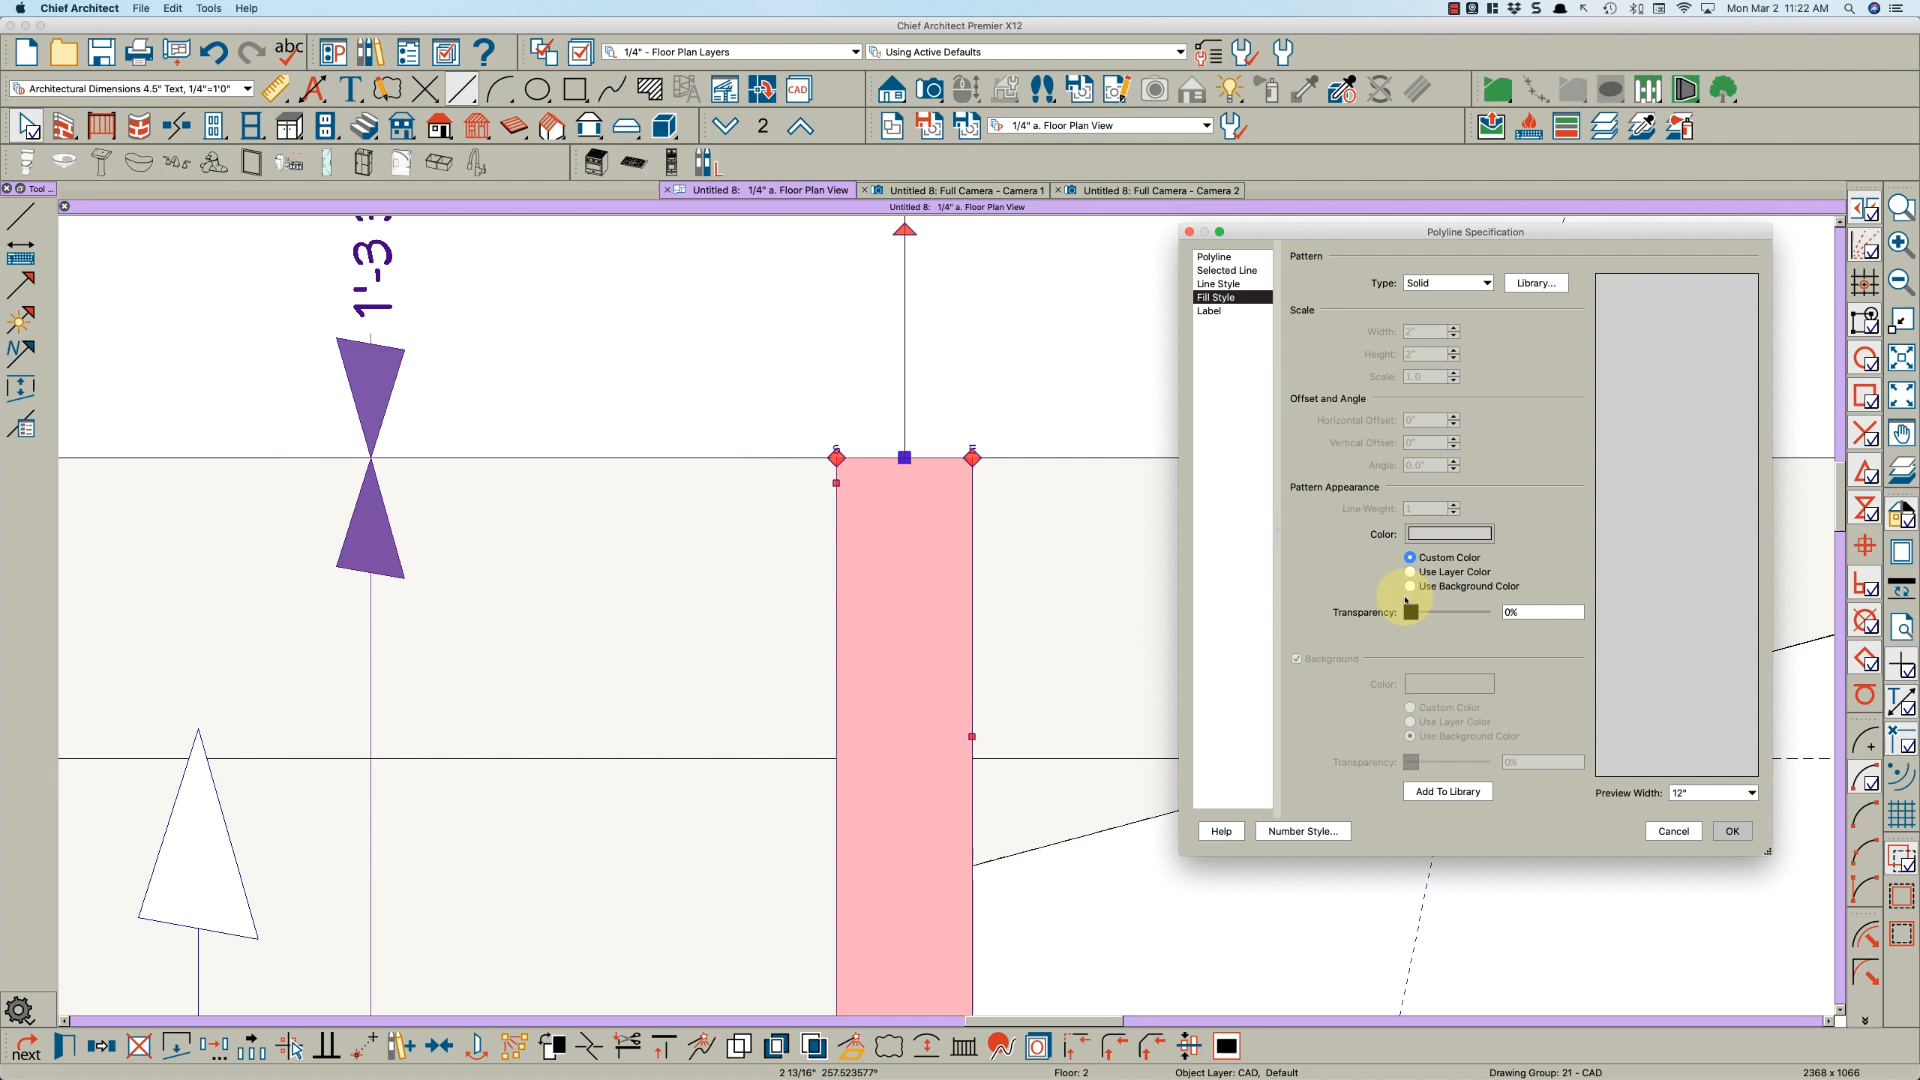 Chief Architect File Edit Tools Help
Mon Mar 2 11:22 AM
Chief Architect Premier X12
abc
1/4" - Floor Plan Layers
Using Active Defaults
Architectural Dimensions 4.5" Text, 1/4"=1'0"
CAD
2
1/4" a. Floor Plan View
Tool ...
Untitled 8: 1/4" a. Floor Plan View
Untitled 8: Full Camera - Camera 1
Untitled 8: Full Camera - Camera 2
Untitled 8: 1/4" a. Floor Plan View
1'-3
Polyline Specification
Polyline
Selected Line
Line Style
Fill Style
Label
Pattern
Type: Solid
Library...
Scale
Width: 2"
Height: 2"
Scale: 1.0
Offset and Angle
Horizontal Offset: 0"
Vertical Offset: 0"
Angle: 0.0°
Pattern Appearance
Line Weight: 1
Color:
Custom Color
Use Layer Color
Use Background Color
Transparency: 0%
Background
Color:
Custom Color
Use Layer Color
Use Background Color
Transparency: 0%
Add To Library
Preview Width: 12"
Help
Number Style...
Cancel
OK
next
2 13/16" 257.523577°
Floor: 2
Object Layer: CAD, Default
Drawing Group: 21 - CAD
2368 x 1066